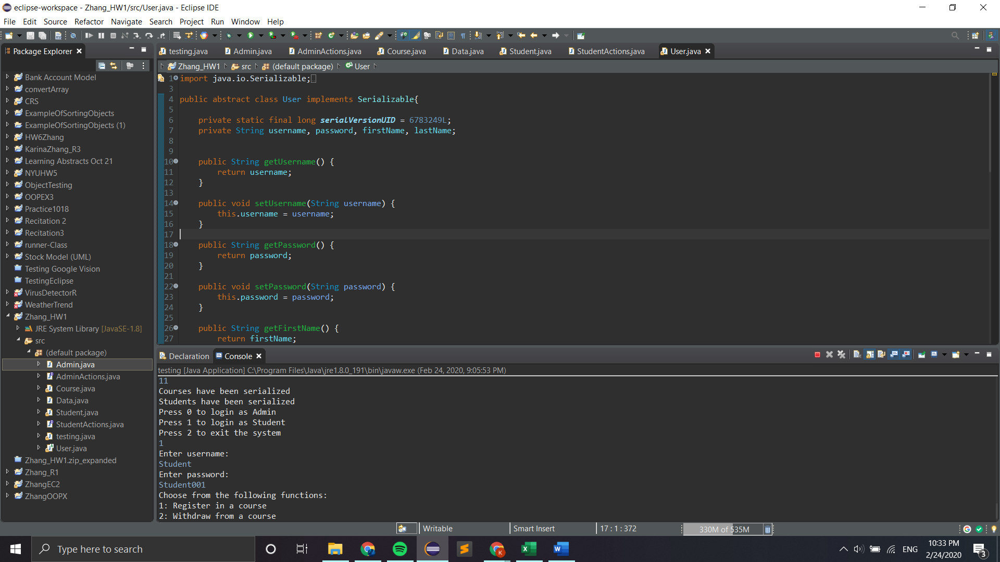 eclipse-workspace - Zhang_HW1/src/User.java - Eclipse IDE
File Edit Source Refactor Navigate Search Project Run Window Help
Package Explorer
Bank Account Model
convertArray
CRS
ExampleOfSortingObjects
ExampleOfSortingObjects (1)
HW6Zhang
KarinaZhang_R3
Learning Abstracts Oct 21
NYUHW5
ObjectTesting
OOPEX3
Practice1018
Recitation 2
Recitation3
runner-Class
Stock Model (UML)
Testing Google Vision
TestingEclipse
VirusDetectorR
WeatherTrend
Zhang_HW1
JRE System Library [JavaSE-1.8]
src
(default package)
Admin.java
AdminActions.java
Course.java
Data.java
Student.java
StudentActions.java
testing.java
User.java
Zhang_HW1.zip_expanded
Zhang_R1
ZhangEC2
ZhangOOPX
testing.java Admin.java AdminActions.java Course.java Data.java Student.java StudentActions.java User.java
Zhang_HW1 src (default package) User
1 import java.io.Serializable;
3
4 public abstract class User implements Serializable{
5
6 private static final long serialVersionUID = 6783249L;
7 private String username, password, firstName, lastName;
8
9
10 public String getUsername() {
11 return username;
12 }
13
14 public void setUsername(String username) {
15 this.username = username;
16 }
17
18 public String getPassword() {
19 return password;
20 }
21
22 public void setPassword(String password) {
23 this.password = password;
24 }
25
26 public String getFirstName() {
27 return firstName;
Declaration Console
testing [Java Application] C:\Program Files\Java\jre1.8.0_191\bin\javaw.exe (Feb 24, 2020, 9:05:53 PM)
11
Courses have been serialized
Students have been serialized
Press 0 to login as Admin
Press 1 to login as Student
Press 2 to exit the system
1
Enter username:
Student
Enter password:
Student001
Choose from the following functions:
1: Register in a course
2: Withdraw from a course
Writable Smart Insert 17 : 1 : 372 330M of 535M
Type here to search
ENG
10:33 PM
2/24/2020
3